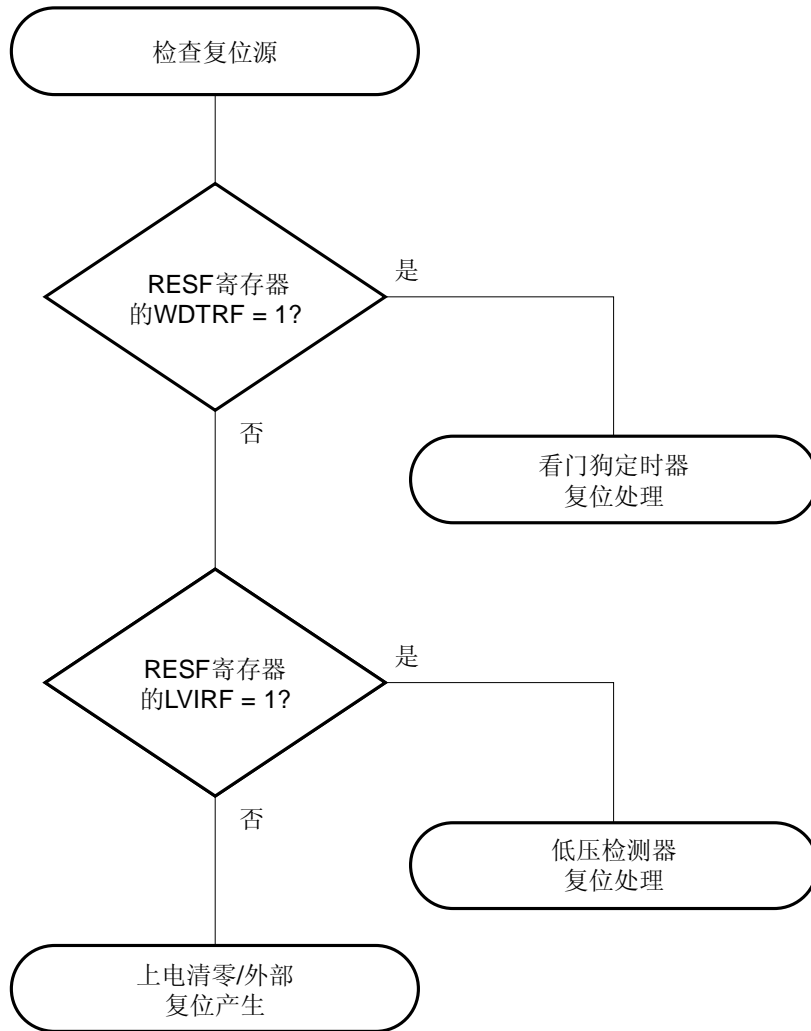 检查复位源
RESF寄存器
的WDTRF = 1?
是
否
看门狗定时器
复位处理
RESF寄存器
的LVIRF = 1?
是
否
低压检测器
复位处理
上电清零/外部
复位产生